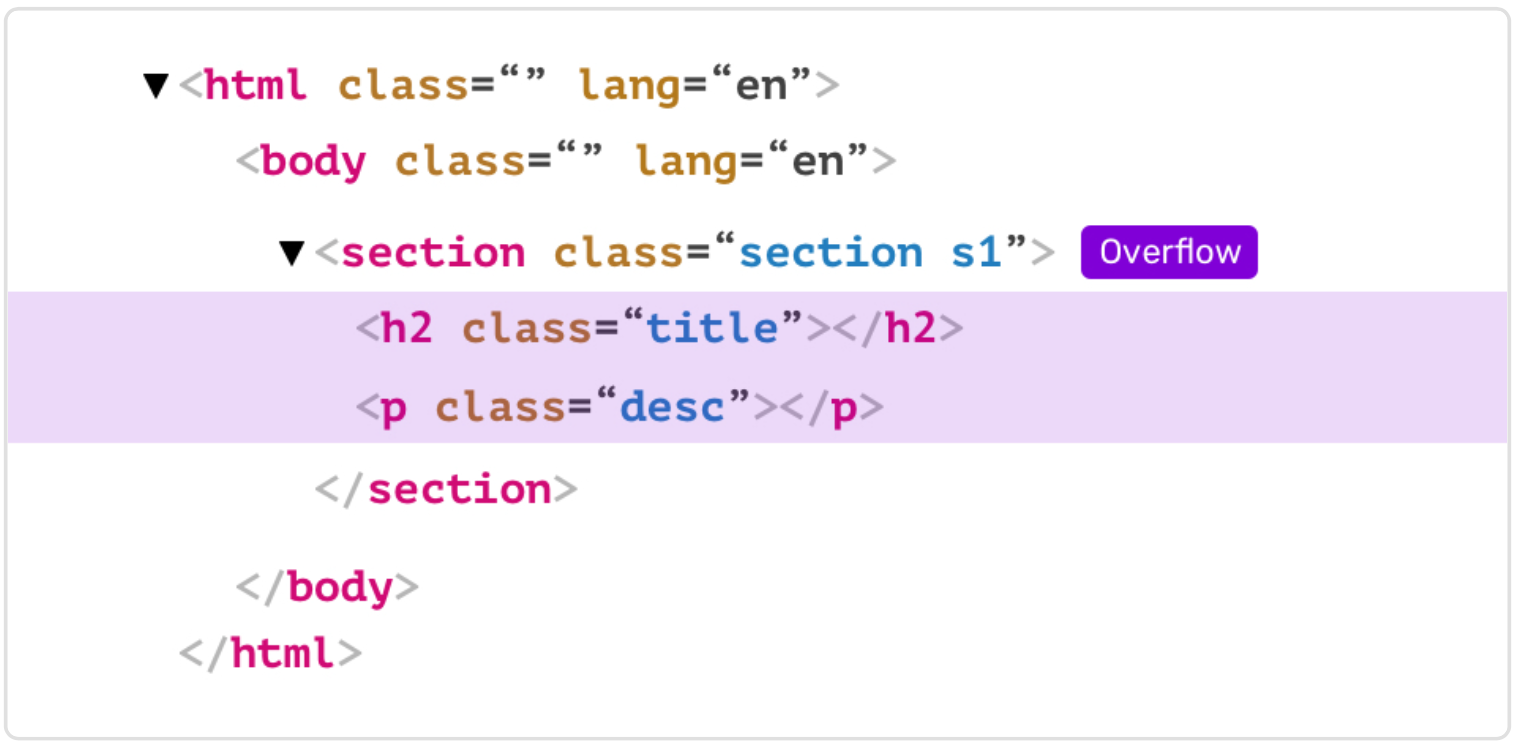 ▼<html class=“” lang=“en”>
<body class=“” lang=“en”>
▼<section class=“section s1”> Overflow
<h2 class=“title”></h2>
<p class=“desc”></p>
</section>
</body>
</html>